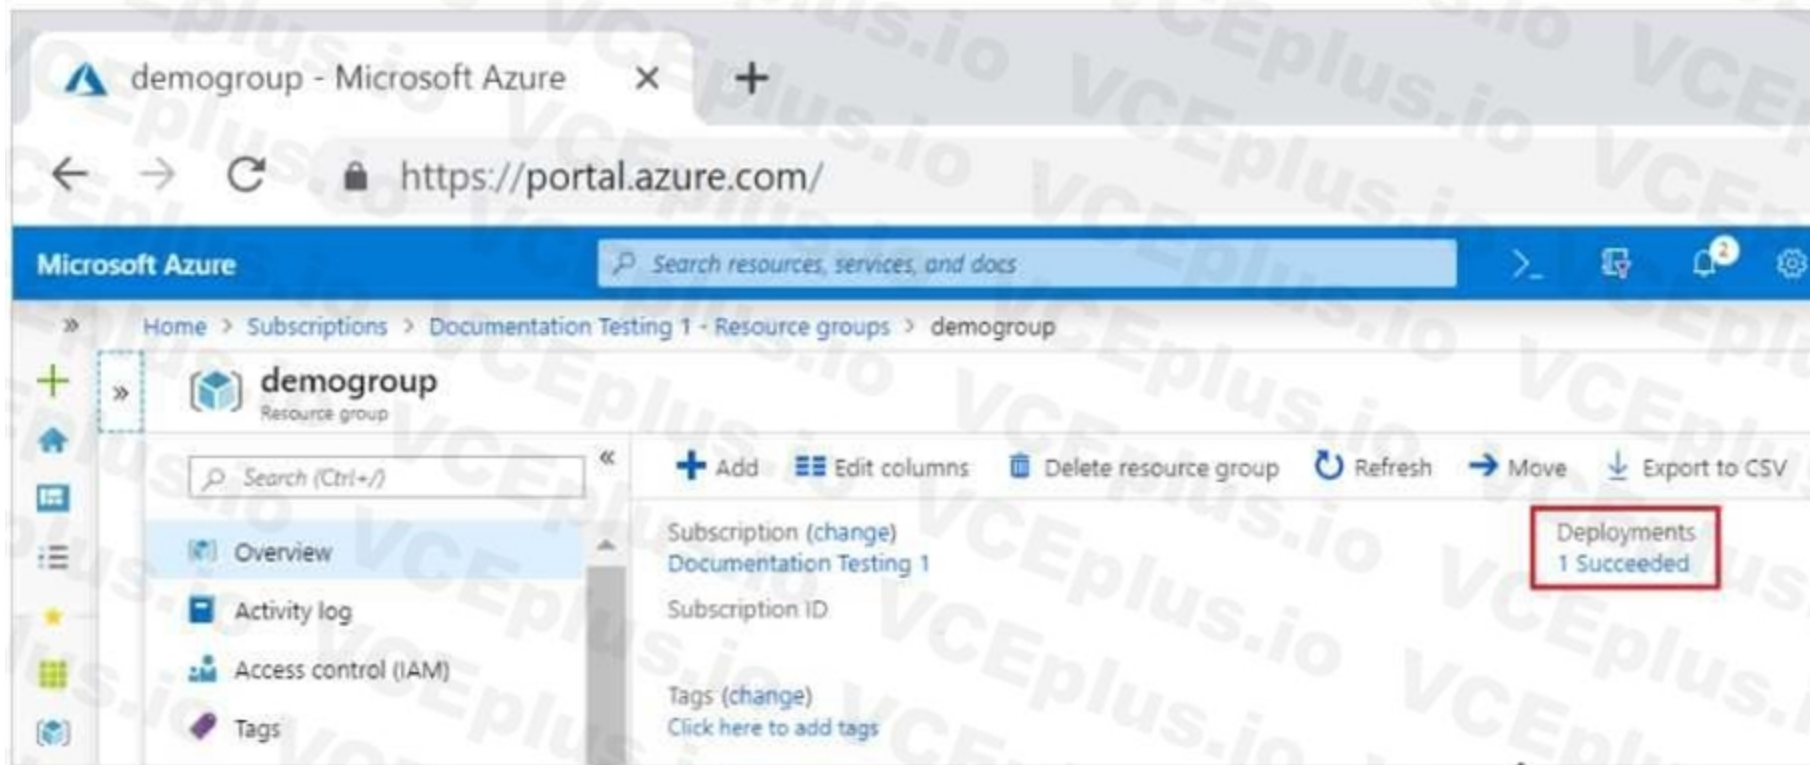 demogroup - Microsoft Azure
https://portal.azure.com/
Microsoft Azure
Search resources, services, and docs
2
Home > Subscriptions > Documentation Testing 1 - Resource groups > demogroup
demogroup
Resource group
Search (Ctrl+/)
Add Edit columns Delete resource group Refresh Move Export to CSV
Overview
Activity log
Access control (IAM)
Tags
Subscription (change)
Documentation Testing 1
Subscription ID
Tags (change)
Click here to add tags
Deployments
1 Succeeded
VCEplus.io